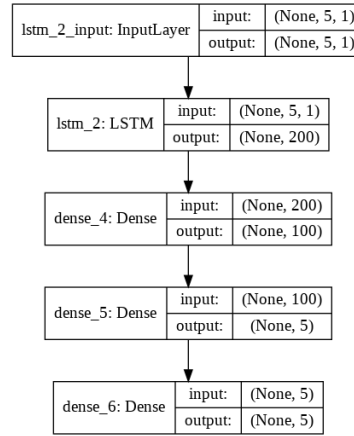 lstm_2_input: InputLayer
input: (None, 5, 1)
output: (None, 5, 1)
lstm_2: LSTM
input: (None, 5, 1)
output: (None, 200)
dense_4: Dense
input: (None, 200)
output: (None, 100)
dense_5: Dense
input: (None, 100)
output: (None, 5)
dense_6: Dense
input: (None, 5)
output: (None, 5)